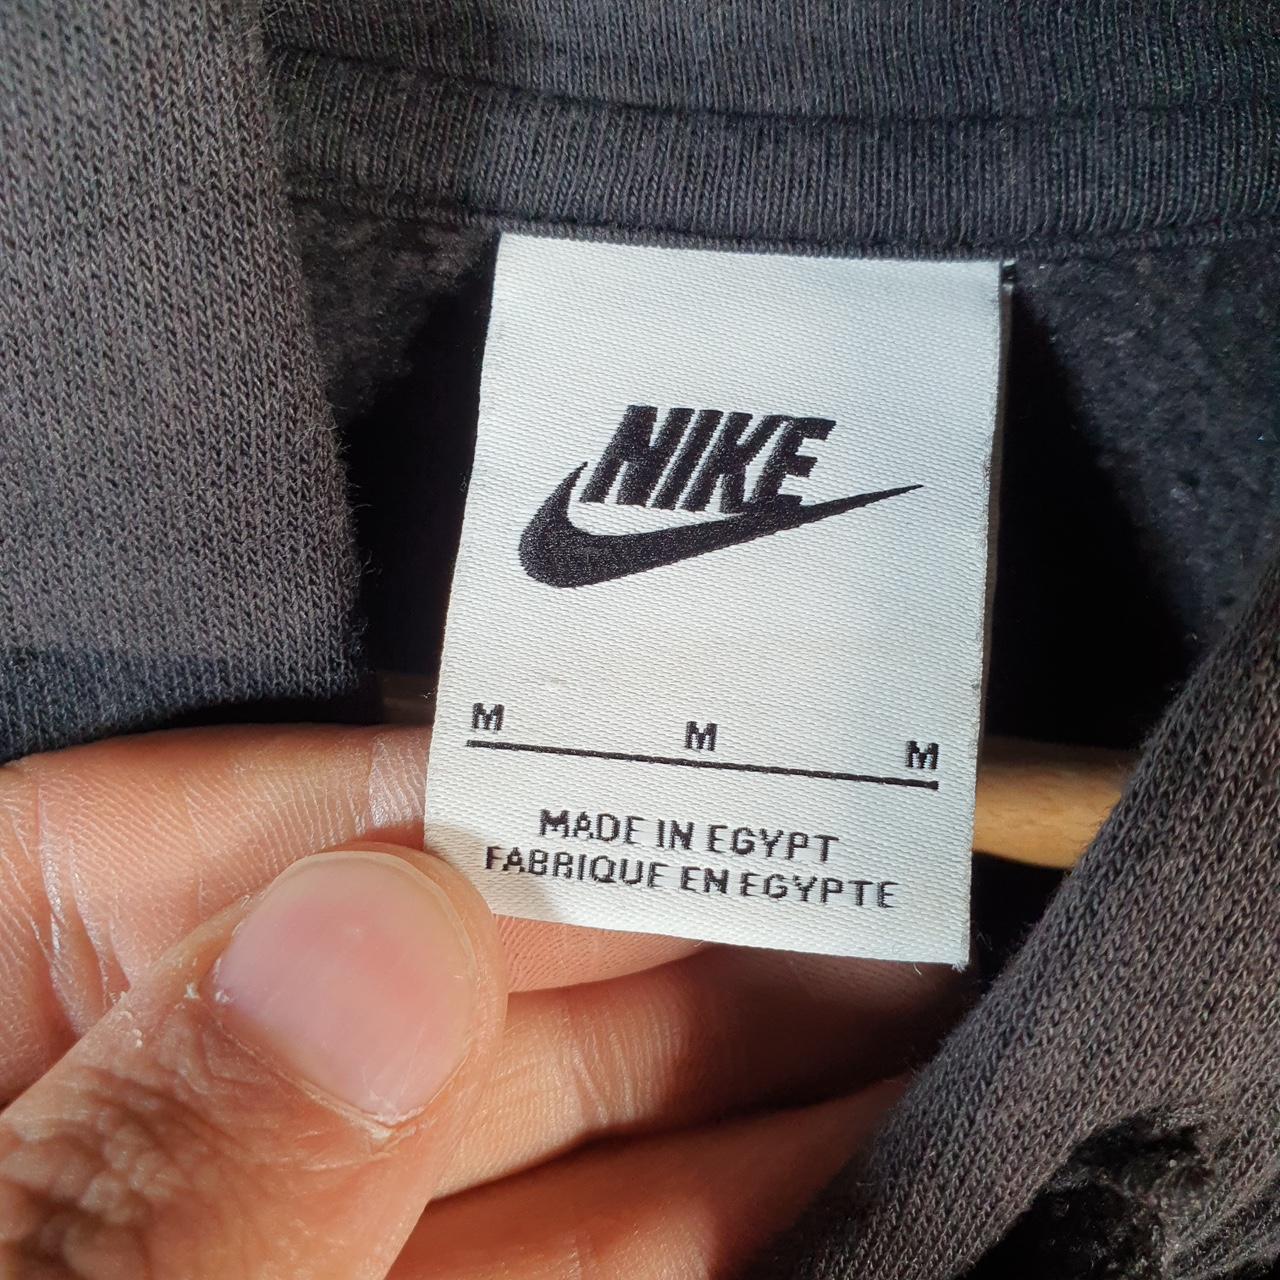 NIKE
M M M
MADE IN EGYPT
FABRIQUE EN EGYPTE